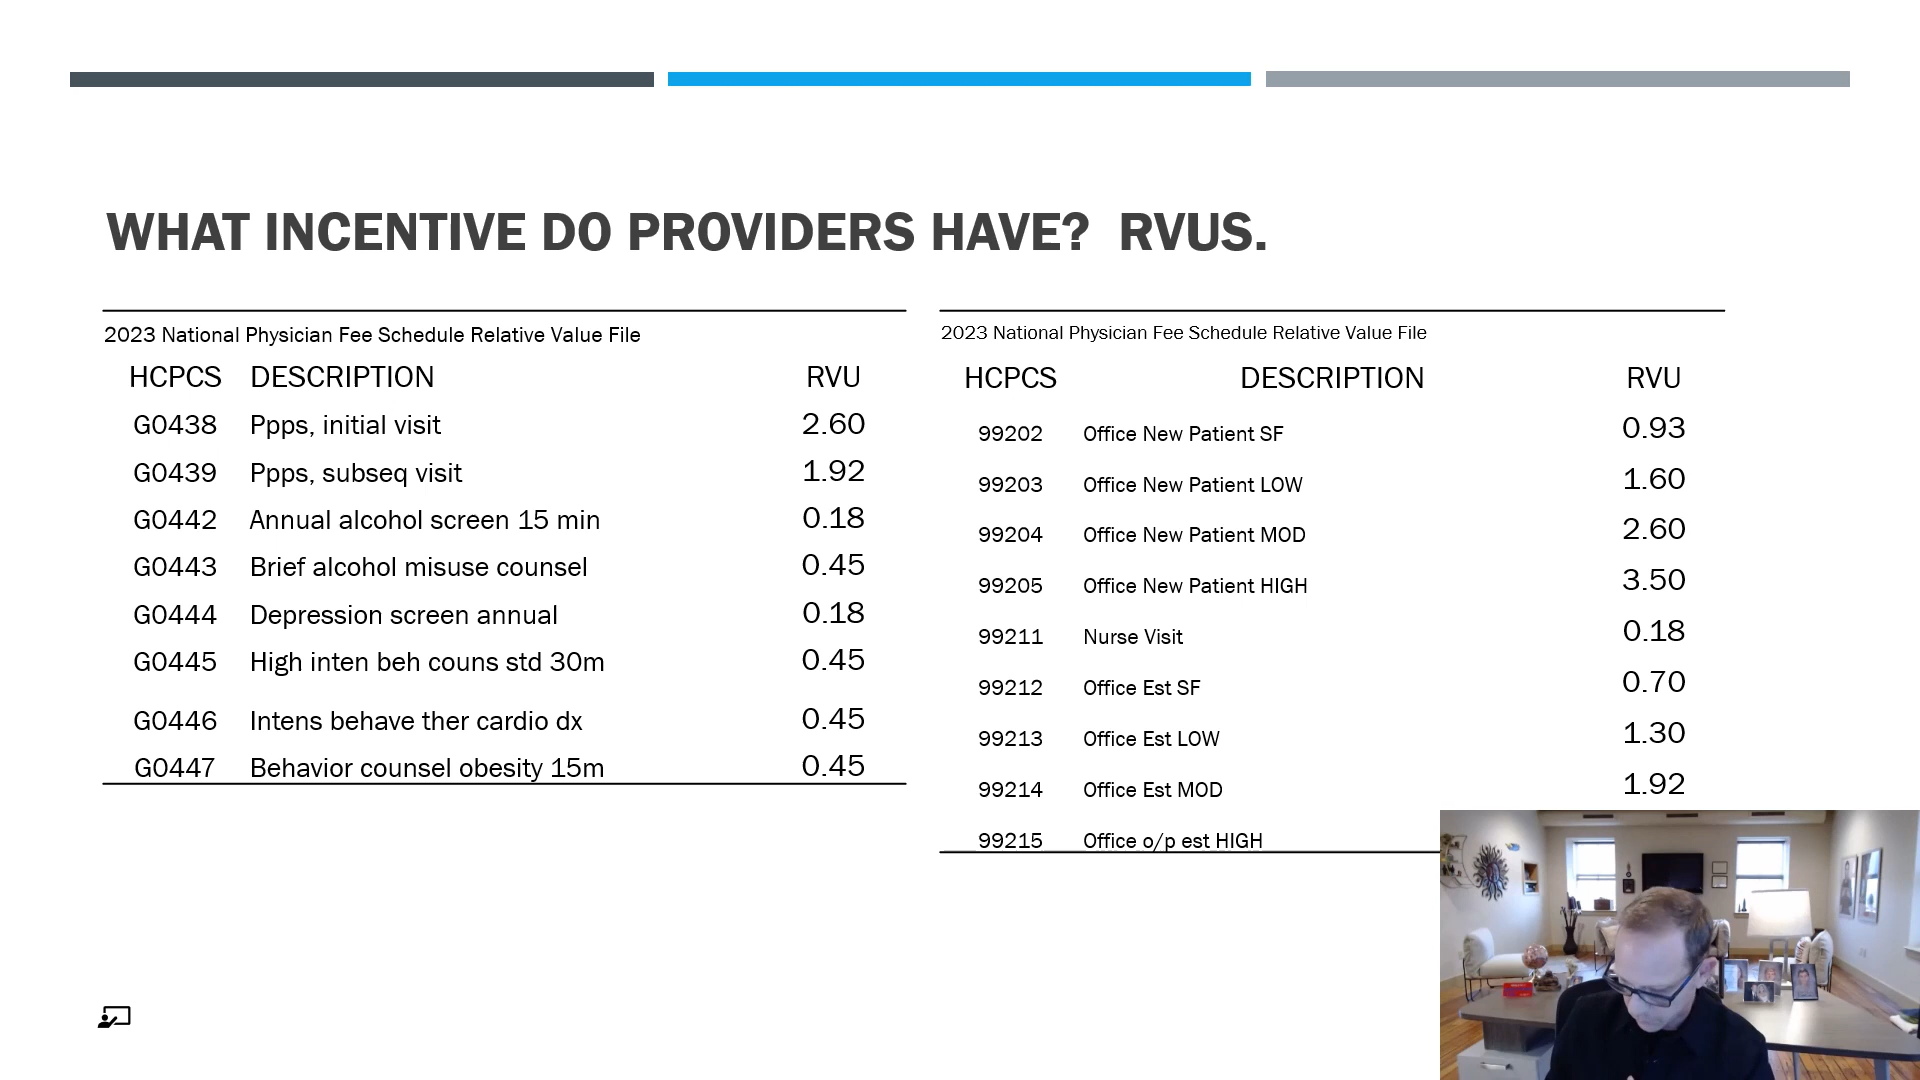 WHAT INCENTIVE DO PROVIDERS HAVE? RVUS.
2023 National Physician Fee Schedule Relative Value File
HCPCS DESCRIPTION RVU
G0438 Ppps, initial visit 2.60
G0439 Ppps, subseq visit 1.92
G0442 Annual alcohol screen 15 min 0.18
G0443 Brief alcohol misuse counsel 0.45
G0444 Depression screen annual 0.18
G0445 High inten beh couns std 30m 0.45
G0446 Intens behave ther cardio dx 0.45
G0447 Behavior counsel obesity 15m 0.45
2023 National Physician Fee Schedule Relative Value File
HCPCS DESCRIPTION RVU
99202 Office New Patient SF 0.93
99203 Office New Patient LOW 1.60
99204 Office New Patient MOD 2.60
99205 Office New Patient HIGH 3.50
99211 Nurse Visit 0.18
99212 Office Est SF 0.70
99213 Office Est LOW 1.30
99214 Office Est MOD 1.92
99215 Office o/p est HIGH